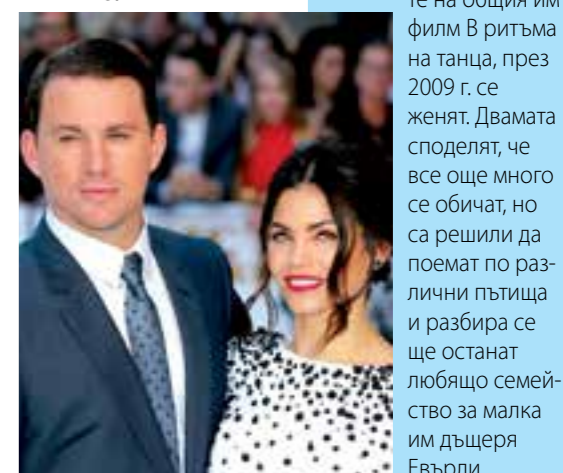 те на общия им
филм В ритъма
на танца, през
2009 г. се
женят. Двамата
споделят, че
все още много
се обичат, но
са решили да
поемат по раз-
лични пътища
и разбира се
ще останат
любящо семей-
ство за малка
им дъщеря
Евърли